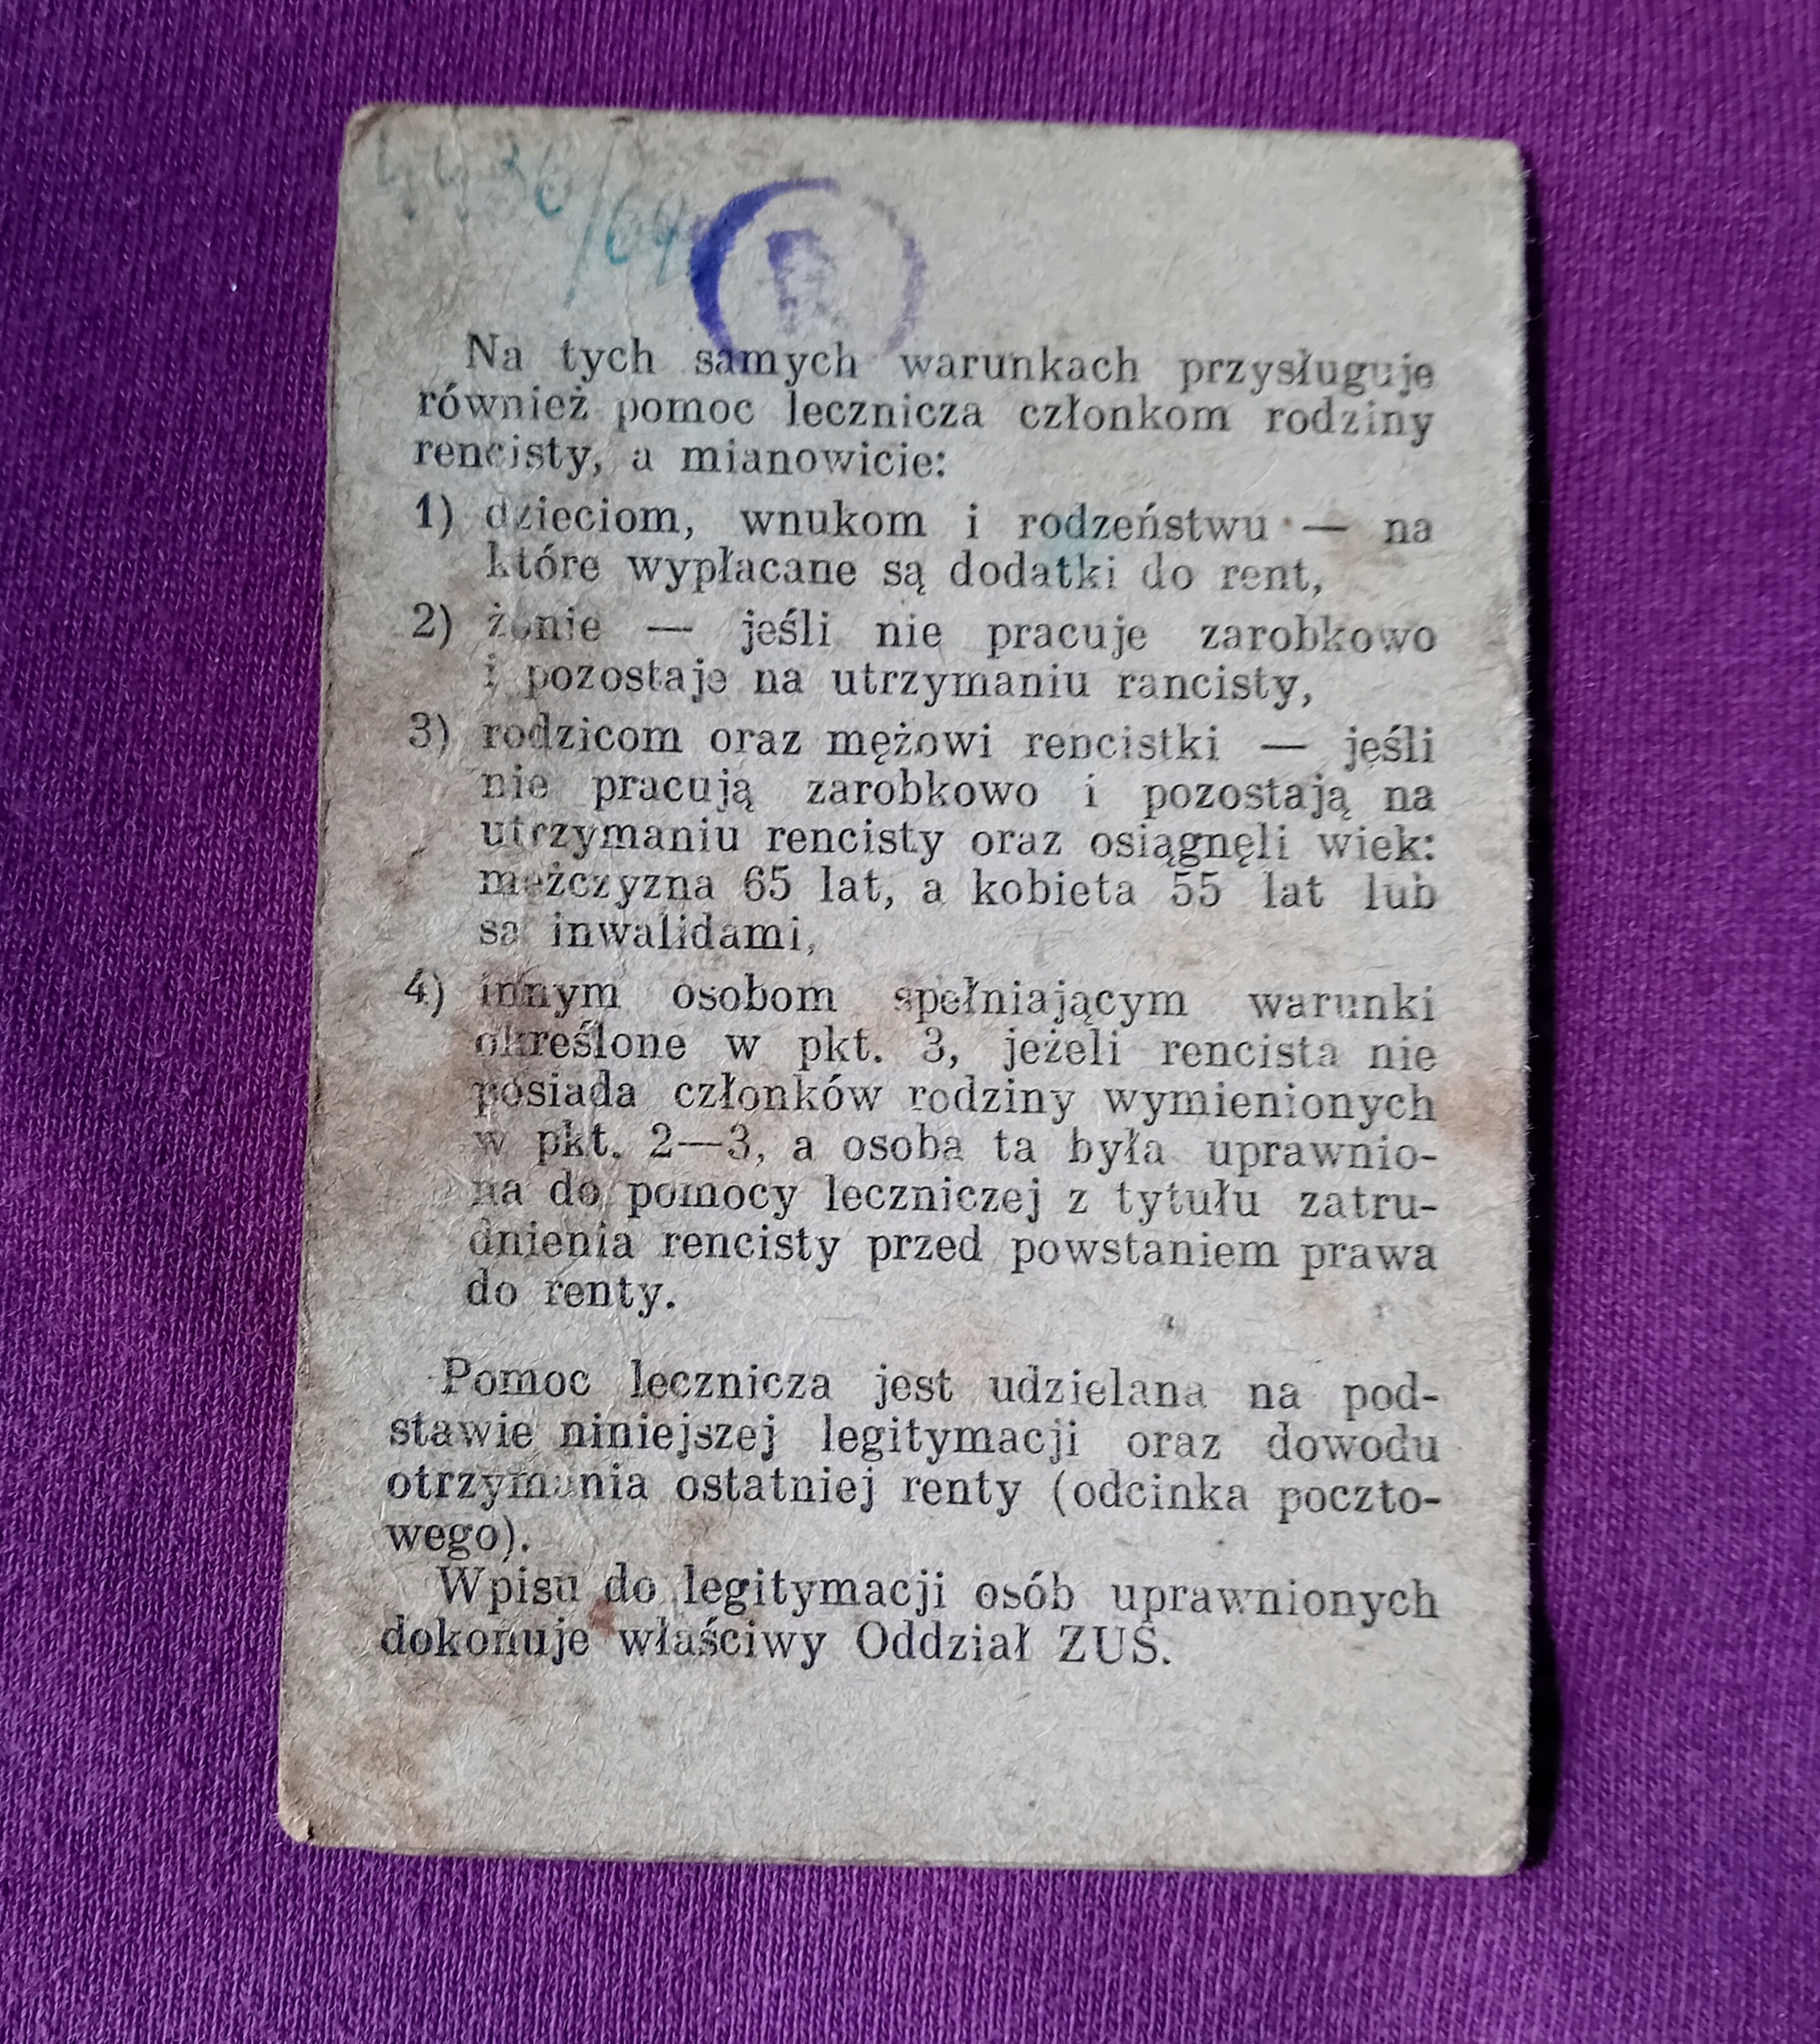 Na tych samych warunkach przysługuje
również pomoc lecznicza członkom rodziny
rencisty, a mianowicie:
1) dzieciom, wnukom i rodzeństwu — na
które wypłacane są dodatki do rent,
2) żonie — jeśli nie pracuje zarobkowo
i pozostaje na utrzymaniu rancisty,
3) rodzicom oraz mężowi rencistki — jeśli
nie pracują zarobkowo i pozostają na
utrzymaniu rencisty oraz osiągnęli wiek:
mężczyzna 65 lat, a kobieta 55 lat lub
są inwalidami,
4) innym osobom spełniającym warunki
określone w pkt. 3, jeżeli rencista nie
posiada członków rodziny wymienionych
w pkt. 2—3, a osoba ta była uprawnio-
na do pomocy leczniczej z tytułu zatru-
dnienia rencisty przed powstaniem prawa
do renty.
Pomoc lecznicza jest udzielana na pod-
stawie niniejszej legitymacji oraz dowodu
otrzymania ostatniej renty (odcinka poczto-
wego).
Wpisu do legitymacji osób uprawnionych
dokonuje właściwy Oddział ZUS.